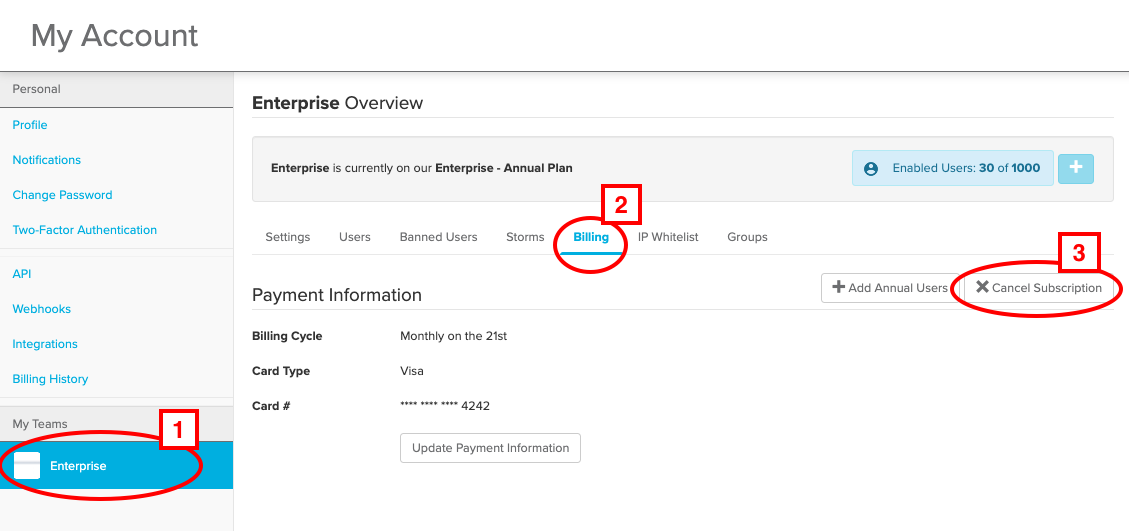 My Account
Personal
Profile
Notifications
Change Password
Two-Factor Authentication
API
Webhooks
Integrations
Billing History
My Teams
1
Enterprise
Enterprise Overview
Enterprise is currently on our Enterprise - Annual Plan
Enabled Users: 30 of 1000
+
2
Settings Users Banned Users Storms Billing IP Whitelist Groups
3
Payment Information
Add Annual Users
Cancel Subscription
Billing Cycle Monthly on the 21st
Card Type Visa
Card # **** **** **** 4242
Update Payment Information